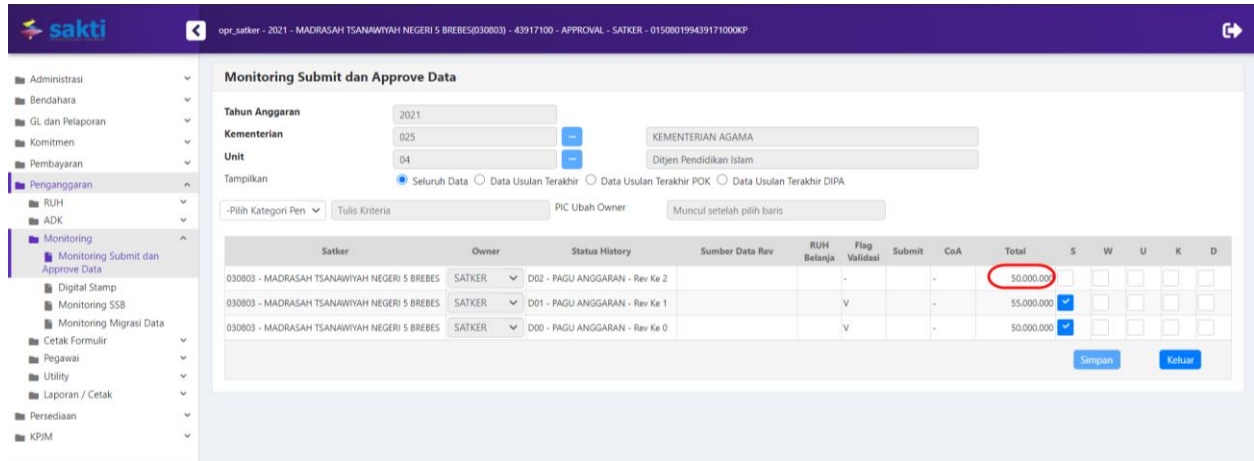 sakti
opr_satker - 2021 - MADRASAH TSANAWIYAH NEGERI 5 BREBES(030803) - 43917100 - APPROVAL - SATKER - 015080199439171000KP
Administrasi
Bendahara
GL dan Pelaporan
Komitmen
Pembayaran
Penganggaran
RUH
ADK
Monitoring
Monitoring Submit dan
Approve Data
Digital Stamp
Monitoring SSB
Monitoring Migrasi Data
Cetak Formulir
Pegawai
Utility
Laporan / Cetak
Persediaan
KPJM
Monitoring Submit dan Approve Data
Tahun Anggaran 2021
Kementerian 025 KEMENTERIAN AGAMA
Unit 04 Ditjen Pendidikan Islam
Tampilkan Seluruh Data Data Usulan Terakhir Data Usulan Terakhir POK Data Usulan Terakhir DIPA
-Pilih Kategori Pen Tulis Kriteria PIC Ubah Owner Muncul setelah pilih baris
Satker Owner Status History Sumber Data Rev RUH Belanja Flag Validasi Submit CoA Total S W U K D
030803 - MADRASAH TSANAWIYAH NEGERI 5 BREBES SATKER D02 - PAGU ANGGARAN - Rev Ke 2 - - 50.000.000
030803 - MADRASAH TSANAWIYAH NEGERI 5 BREBES SATKER D01 - PAGU ANGGARAN - Rev Ke 1 V - 55.000.000
030803 - MADRASAH TSANAWIYAH NEGERI 5 BREBES SATKER D00 - PAGU ANGGARAN - Rev Ke 0 V - 50.000.000
Simpan Keluar